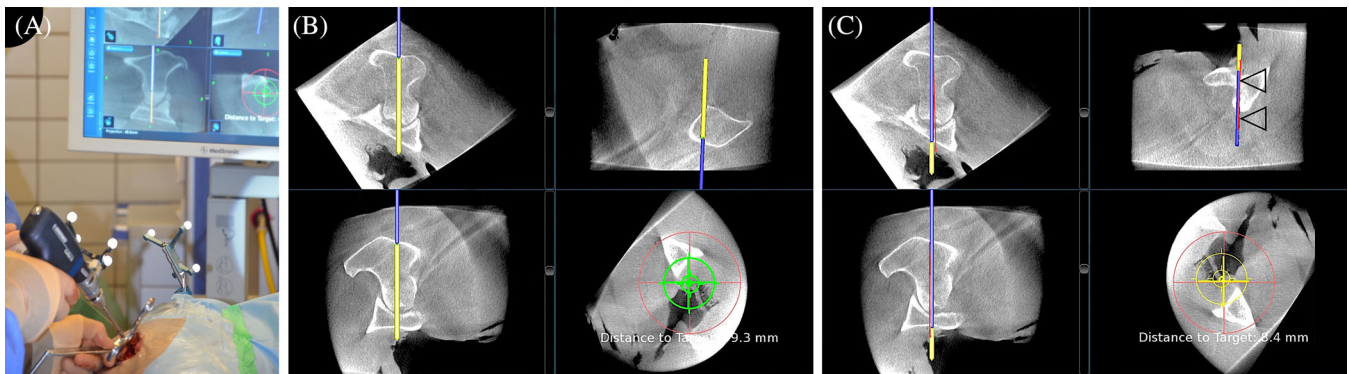 (A)
(B)
(C)
Distance to Target:
Medtronic
Distance to Target: 9.3 mm
Distance to Target: 8.4 mm